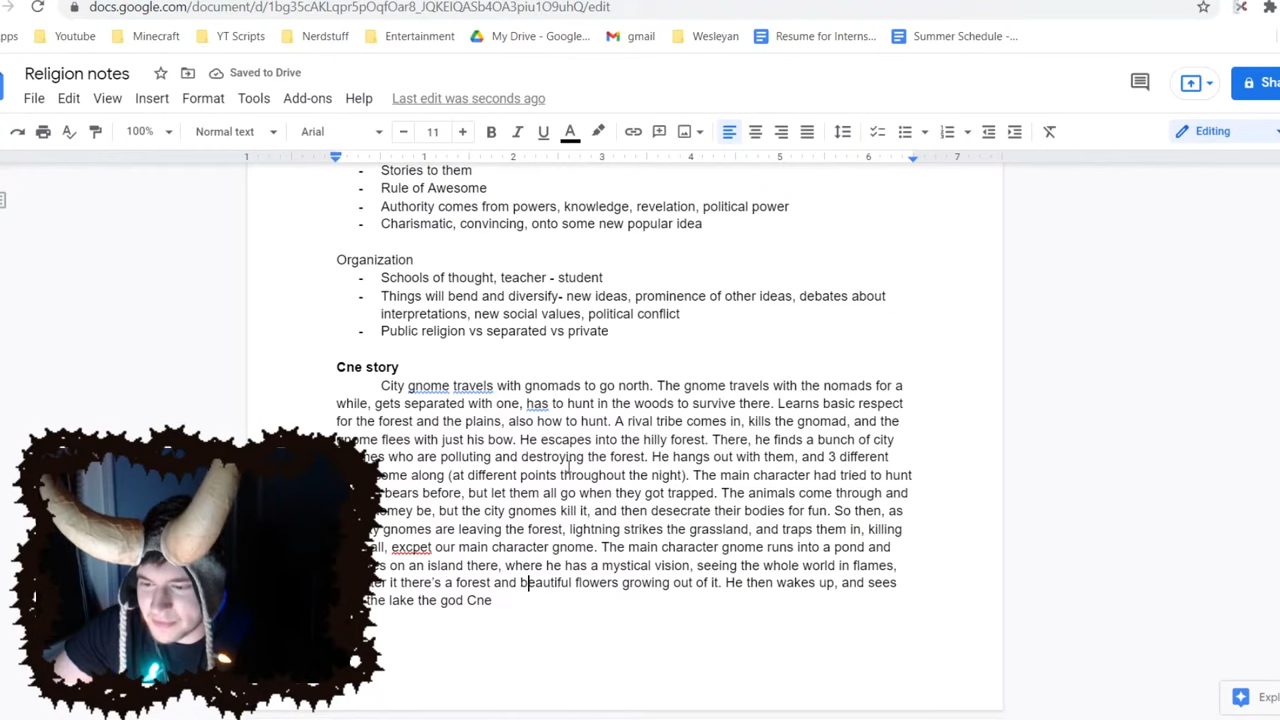 docs.google.com/document/d/1bg35cAKLqpr5pOqfOar8_JQKEIQASb4OA3piu1O9uhQ/edit
Youtube Minecraft YT Scripts Nerdstuff Entertainment My Drive - Google... gmail Wesleyan Resume for Interns... Summer Schedule -...
Religion notes Saved to Drive
File Edit View Insert Format Tools Add-ons Help Last edit was seconds ago
100% Normal text Arial 11 Editing
1 1 2 3 4 5 6 7
- Stories to them
- Rule of Awesome
- Authority comes from powers, knowledge, revelation, political power
- Charismatic, convincing, onto some new popular idea
Organization
- Schools of thought, teacher - student
- Things will bend and diversify- new ideas, prominence of other ideas, debates about
interpretations, new social values, political conflict
- Public religion vs separated vs private
Cne story
City gnome travels with gnomads to go north. The gnome travels with the nomads for a
while, gets separated with one, has to hunt in the woods to survive there. Learns basic respect
for the forest and the plains, also how to hunt. A rival tribe comes in, kills the gnomad, and the
gnome flees with just his bow. He escapes into the hilly forest. There, he finds a bunch of city
who are polluting and destroying the forest. He hangs out with them, and 3 different
come along (at different points throughout the night). The main character had tried to hunt
bears before, but let them all go when they got trapped. The animals come through and
be, but the city gnomes kill it, and then desecrate their bodies for fun. So then, as
gnomes are leaving the forest, lightning strikes the grassland, and traps them in, killing
all, excpet our main character gnome. The main character gnome runs into a pond and
on an island there, where he has a mystical vision, seeing the whole world in flames,
it there's a forest and beautiful flowers growing out of it. He then wakes up, and sees
the lake the god Cne